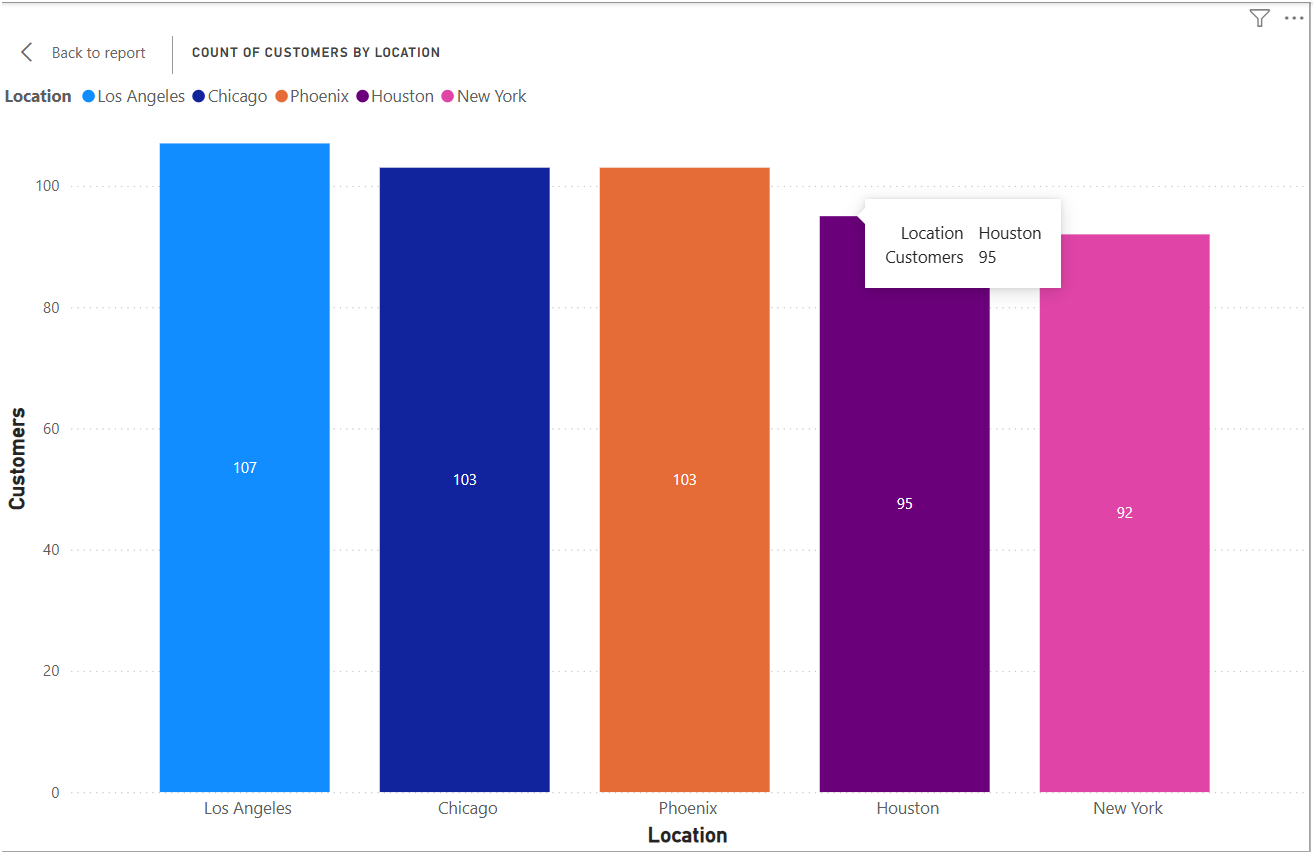 Back to report
COUNT OF CUSTOMERS BY LOCATION
Location Los Angeles Chicago Phoenix Houston New York
100
80
60
40
20
0
Customers
107
103
103
95
92
Location Houston
Customers 95
Los Angeles Chicago Phoenix Houston New York
Location